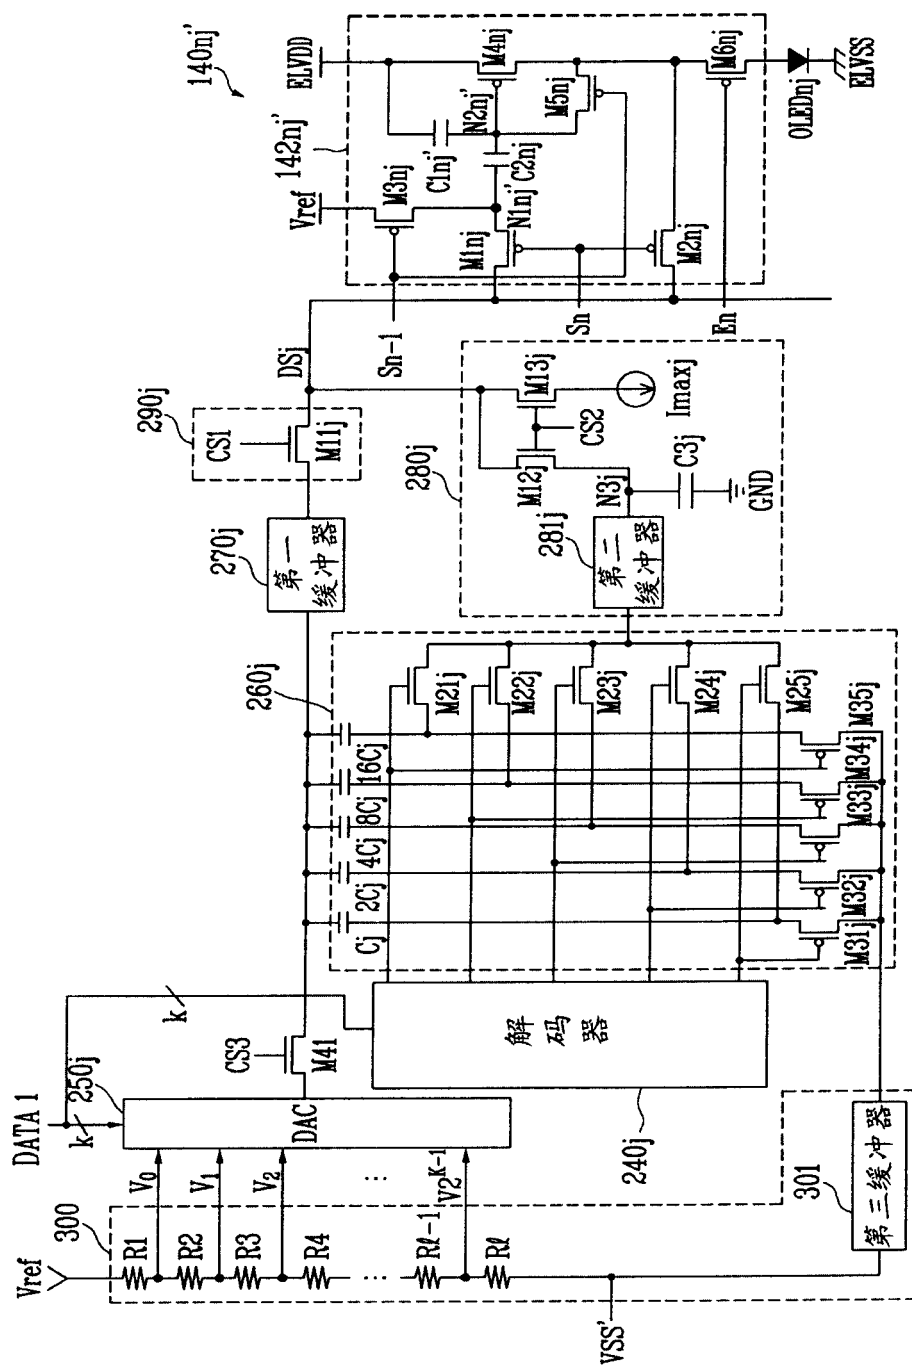 140nj'
142nj'
ELVDD
M4nj
N2nj'
C1nj'
C2nj
M5nj
M6nj
OLEDnj
ELVSS
Vref
M3nj
N1nj'
M1nj
M2nj
Sn-1
Sn
En
DSj
290j
CS1
M11j
280j
M13j
Imaxj
CS2
M12j
N3j
C3j
GND
281j
第二
缓冲器
270j
第一
缓冲器
260j
M21j
M22j
M23j
M24j
M25j
16Cj
8Cj
4Cj
2Cj
Cj
M35j
M34j
M33j
M32j
M31j
k
CS3
M41
解码器
240j
DATA 1
k
250j
DAC
V0
V1
V2
...
V2K-1
301
第三缓冲器
300
Vref
R1
R2
R3
R4
...
Rℓ-1
Rℓ
VSS'